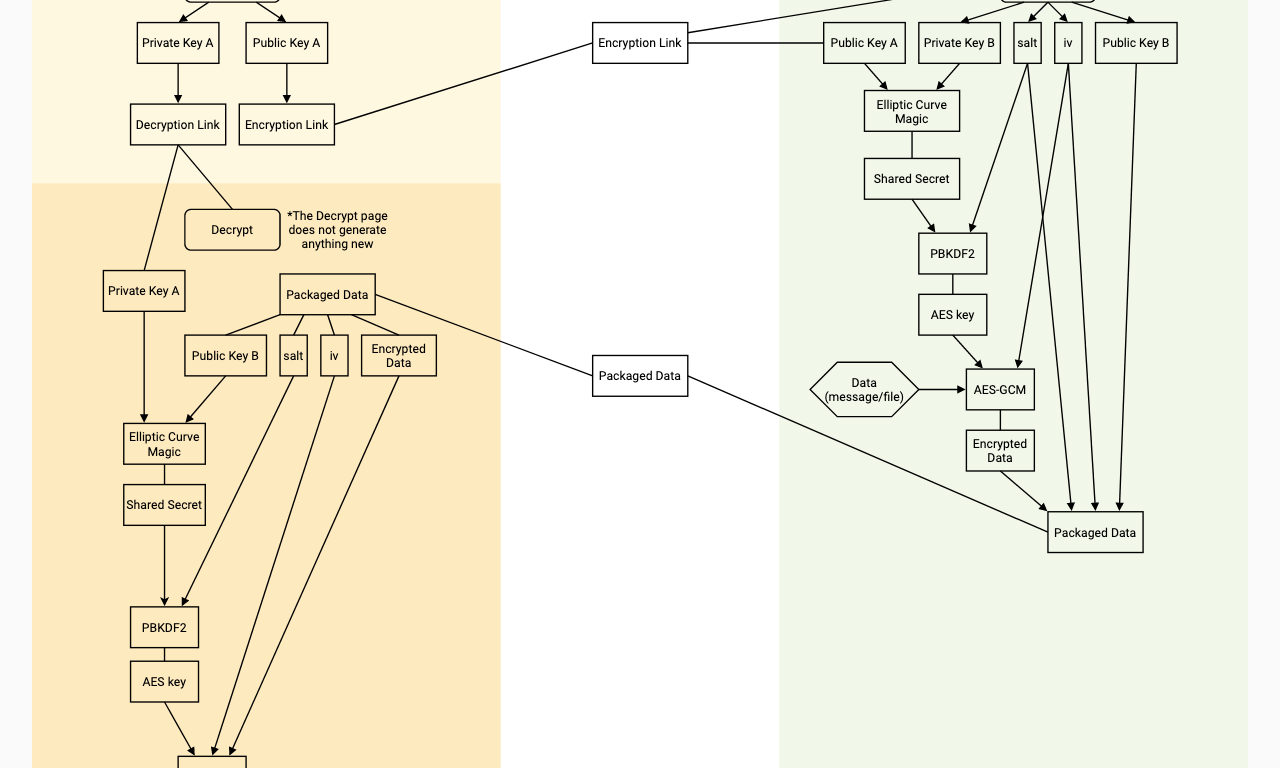 Private Key A
Public Key A
Decryption Link
Encryption Link
Decrypt
*The Decrypt page
does not generate
anything new
Private Key A
Packaged Data
Public Key B
salt
iv
Encrypted
Data
Elliptic Curve
Magic
Shared Secret
PBKDF2
AES key
Encryption Link
Packaged Data
Public Key A
Private Key B
salt
iv
Public Key B
Elliptic Curve
Magic
Shared Secret
PBKDF2
AES key
Data
(message/file)
AES-GCM
Encrypted
Data
Packaged Data